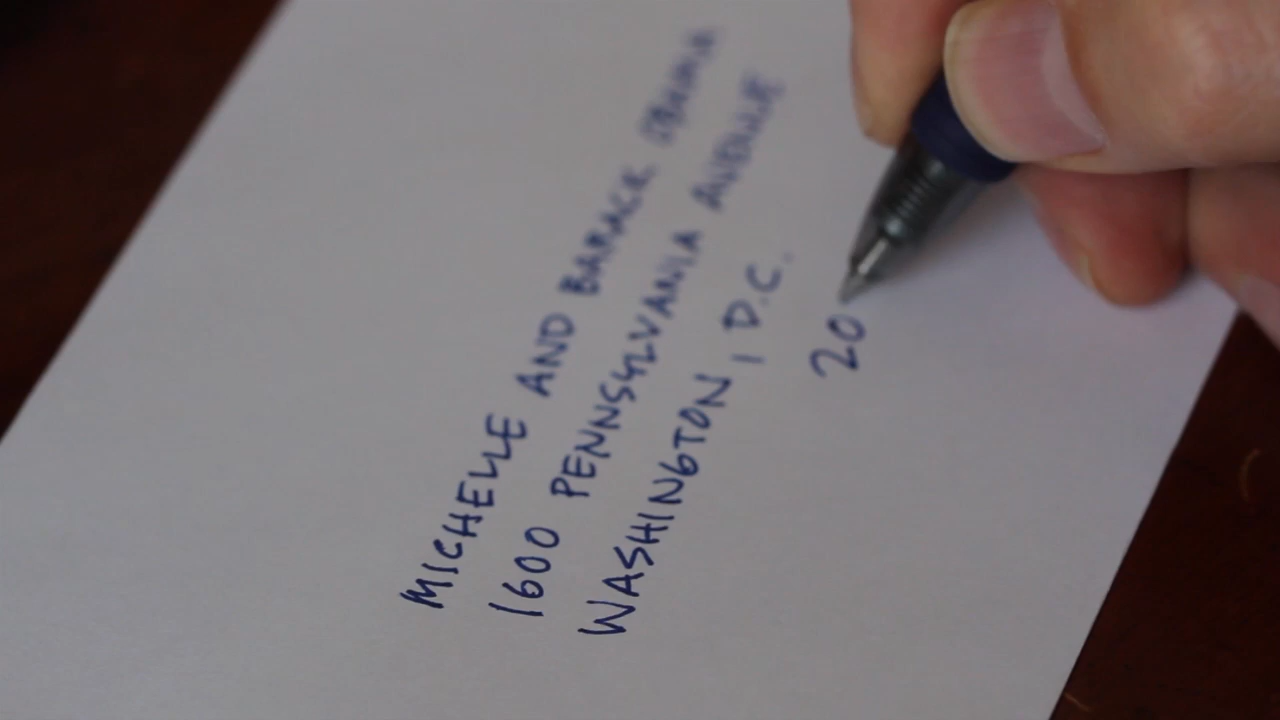 MICHELLE AND BARACK OBAMA
1600 PENNSYLVANIA AVENUE
WASHINGTON, D.C.
20